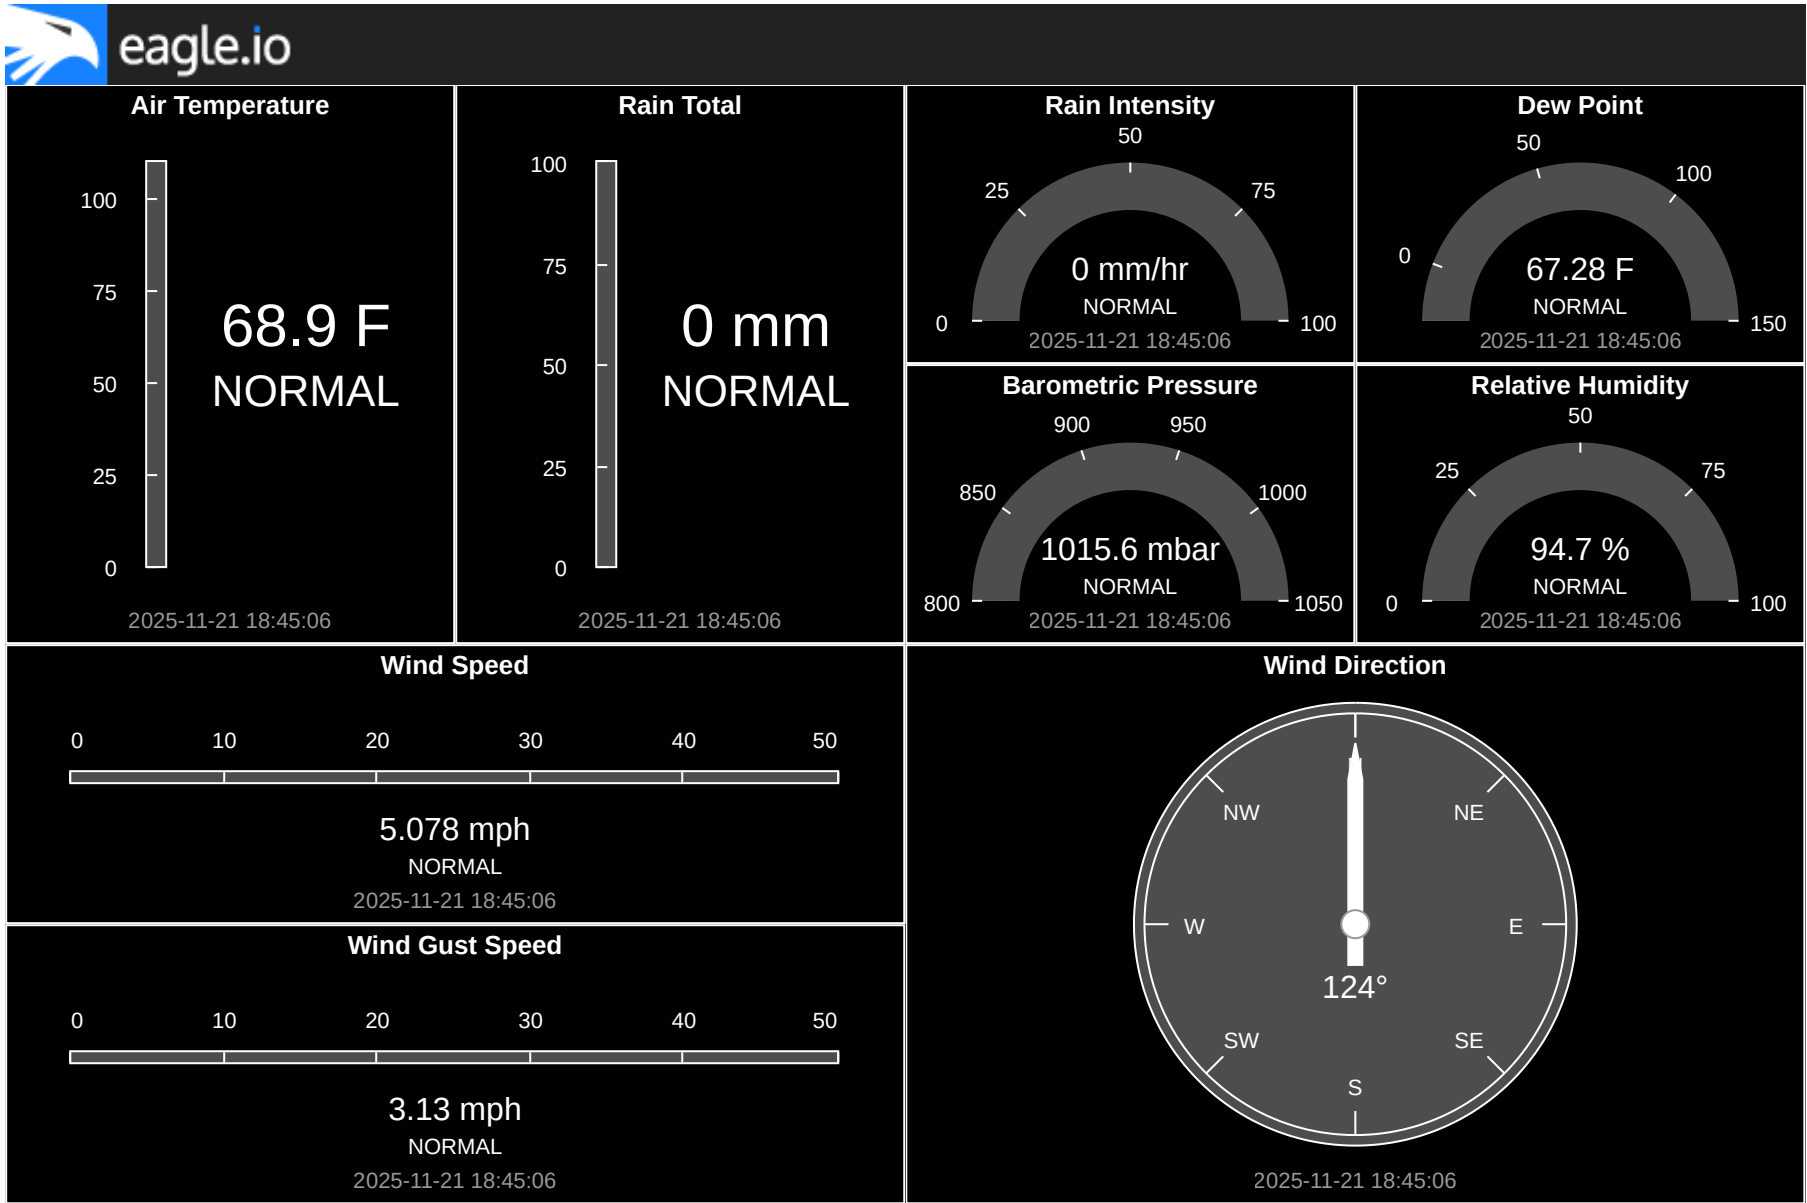 eagle.io
Air Temperature
100
75
50
25
0
68.9 F
NORMAL
2025-11-21 18:45:06
Rain Total
100
75
50
25
0
0 mm
NORMAL
2025-11-21 18:45:06
Rain Intensity
50
25
75
0
100
0 mm/hr
NORMAL
2025-11-21 18:45:06
Dew Point
50
100
0
150
67.28 F
NORMAL
2025-11-21 18:45:06
Barometric Pressure
900
950
850
1000
800
1050
1015.6 mbar
NORMAL
2025-11-21 18:45:06
Relative Humidity
50
25
75
0
100
94.7 %
NORMAL
2025-11-21 18:45:06
Wind Speed
0 10 20 30 40 50
5.078 mph
NORMAL
2025-11-21 18:45:06
Wind Gust Speed
0 10 20 30 40 50
3.13 mph
NORMAL
2025-11-21 18:45:06
Wind Direction
NW NE
W E
124°
SW SE
S
2025-11-21 18:45:06